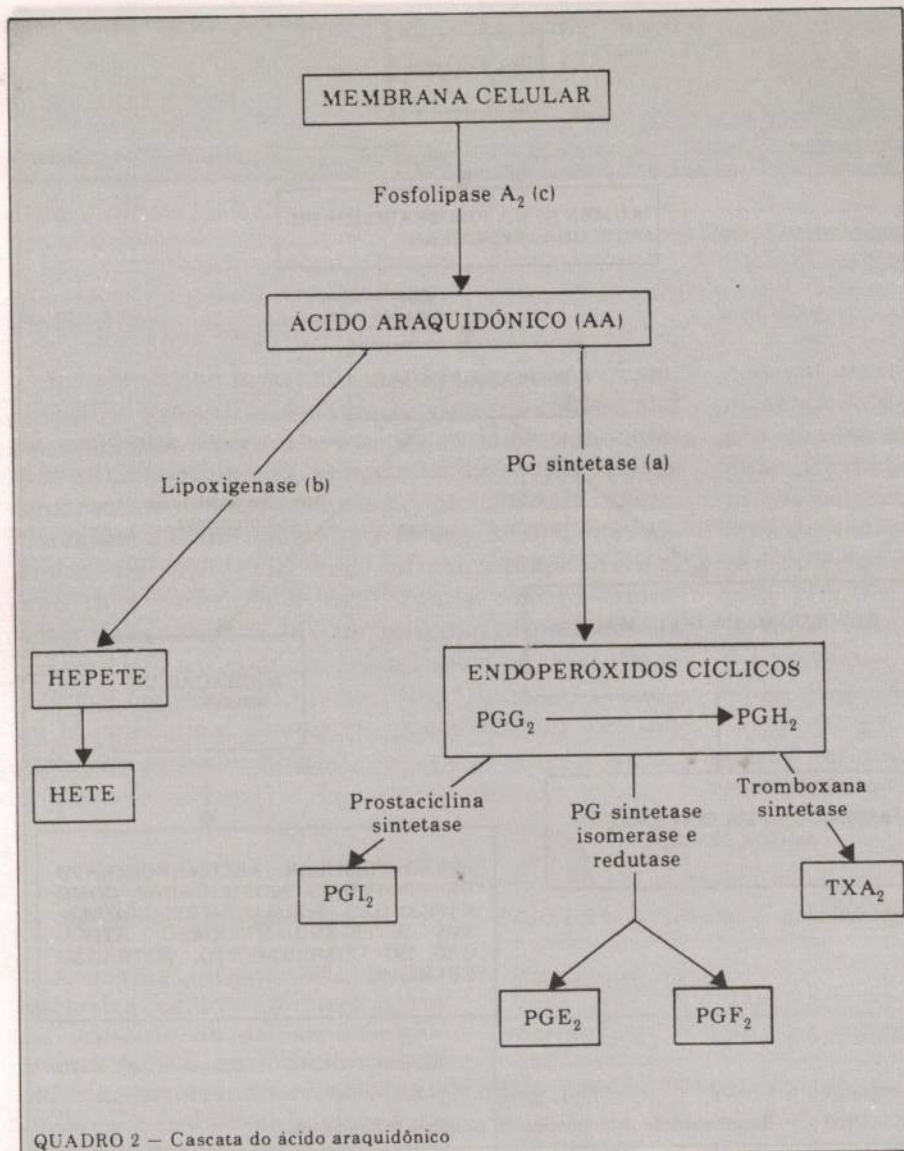 MEMBRANA CELULAR
Fosfolipase A₂ (c)
ÁCIDO ARAQUIDÔNICO (AA)
Lipoxigenase (b)
PG sintetase (a)
HEPETE
HETE
ENDOPERÓXIDOS CÍCLICOS
PGG₂
PGH₂
Prostaciclina
sintetase
PG sintetase
isomerase e
redutase
Tromboxana
sintetase
PGI₂
TXA₂
PGE₂
PGF₂
QUADRO 2 — Cascata do ácido araquidônico